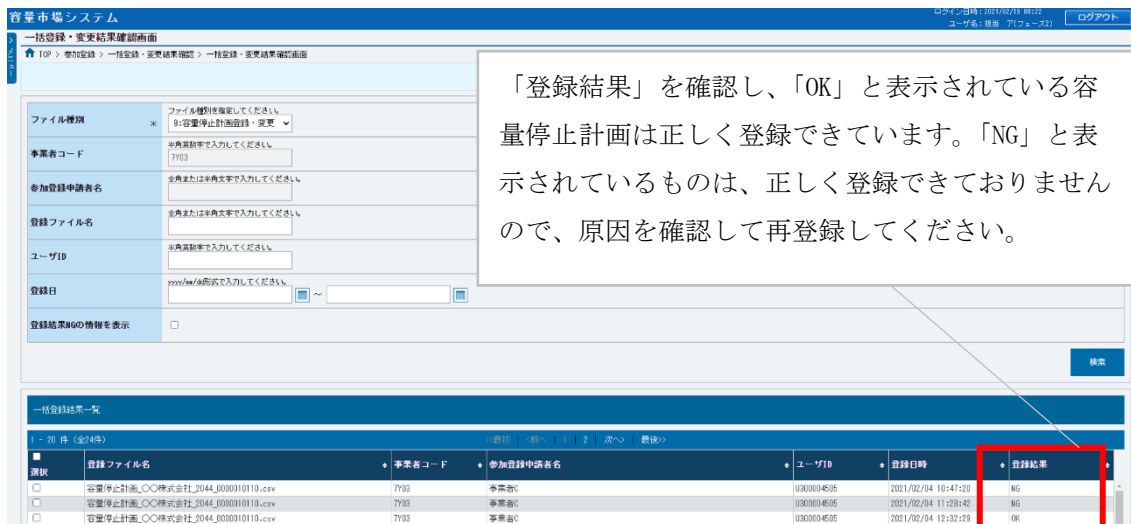 容量市場システム
ログイン日時:2021/02/18 08:22
ユーザ名:担当 ア(フェーズ2)
ログアウト
メニュー
一括登録・変更結果確認画面
TOP > 参加登録 > 一括登録・変更結果確認 > 一括登録・変更結果確認画面
「登録結果」を確認し、「OK」と表示されている容
量停止計画は正しく登録できています。「NG」と表
示されているものは、正しく登録できておりません
ので、原因を確認して再登録してください。
ファイル種別 *
ファイル種別を指定してください。
9:容量停止計画登録・変更
事業者コード
半角英数字で入力してください。
7Y03
参加登録申請者名
全角または半角文字で入力してください。
登録ファイル名
全角または半角文字で入力してください。
ユーザID
半角英数字で入力してください。
登録日
yyyy/mm/dd形式で入力してください。
~
登録結果NGの情報を表示
検索
一括登録結果一覧
1 - 20 件 (全24件) <<最初 | <前へ | 1 | 2 | 次へ> | 最後>>
選択 登録ファイル名 事業者コード 参加登録申請者名 ユーザID 登録日時 登録結果
容量停止計画_〇〇株式会社_2044_0000010110.csv 7Y03 事業者C U300004505 2021/02/04 10:47:20 NG
容量停止計画_〇〇株式会社_2044_0000010110.csv 7Y03 事業者C U300004505 2021/02/04 11:28:42 NG
容量停止計画_〇〇株式会社_2044_0000010110.csv 7Y03 事業者C U300004505 2021/02/04 12:32:29 OK